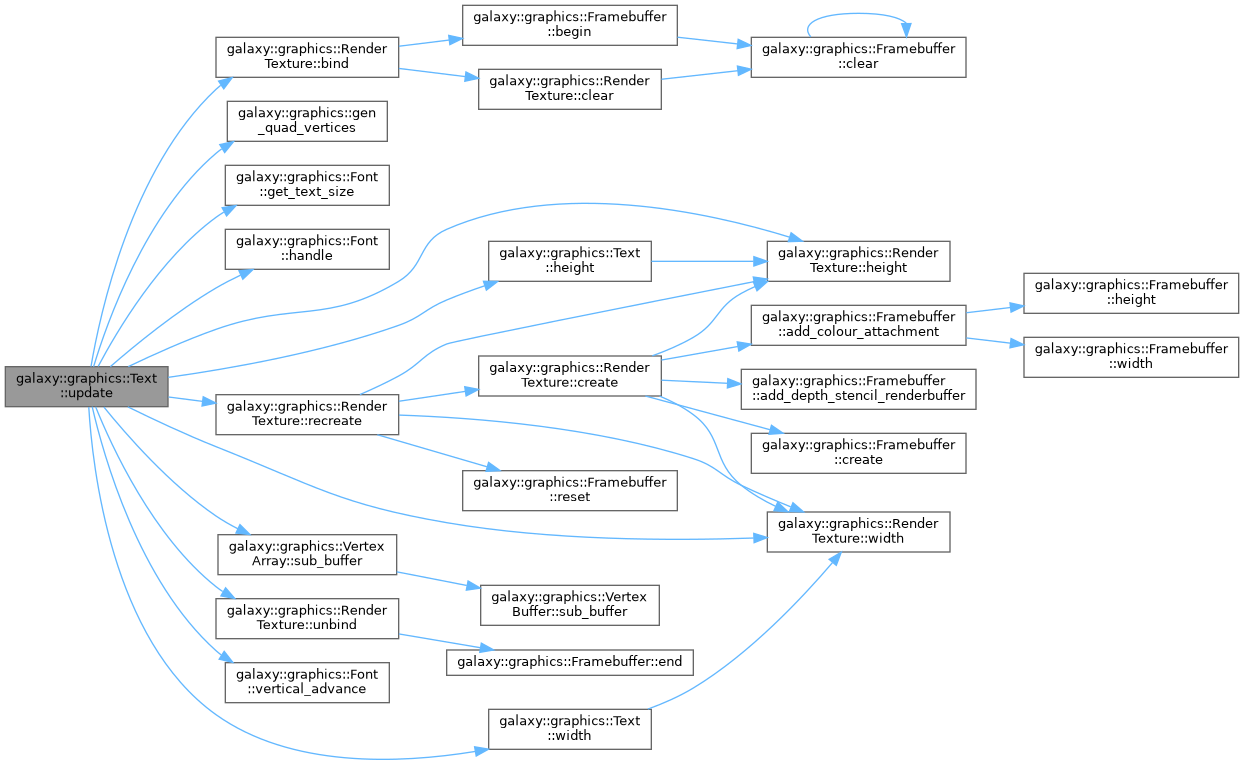 galaxy::graphics::Text
::update
galaxy::graphics::Render
Texture::bind
galaxy::graphics::gen
_quad_vertices
galaxy::graphics::Font
::get_text_size
galaxy::graphics::Font
::handle
galaxy::graphics::Render
Texture::recreate
galaxy::graphics::Vertex
Array::sub_buffer
galaxy::graphics::Render
Texture::unbind
galaxy::graphics::Font
::vertical_advance
galaxy::graphics::Framebuffer
::begin
galaxy::graphics::Render
Texture::clear
galaxy::graphics::Text
::height
galaxy::graphics::Render
Texture::create
galaxy::graphics::Framebuffer
::reset
galaxy::graphics::Vertex
Buffer::sub_buffer
galaxy::graphics::Framebuffer::end
galaxy::graphics::Text
::width
galaxy::graphics::Framebuffer
::clear
galaxy::graphics::Render
Texture::height
galaxy::graphics::Framebuffer
::add_colour_attachment
galaxy::graphics::Framebuffer
::add_depth_stencil_renderbuffer
galaxy::graphics::Framebuffer
::create
galaxy::graphics::Render
Texture::width
galaxy::graphics::Framebuffer
::height
galaxy::graphics::Framebuffer
::width